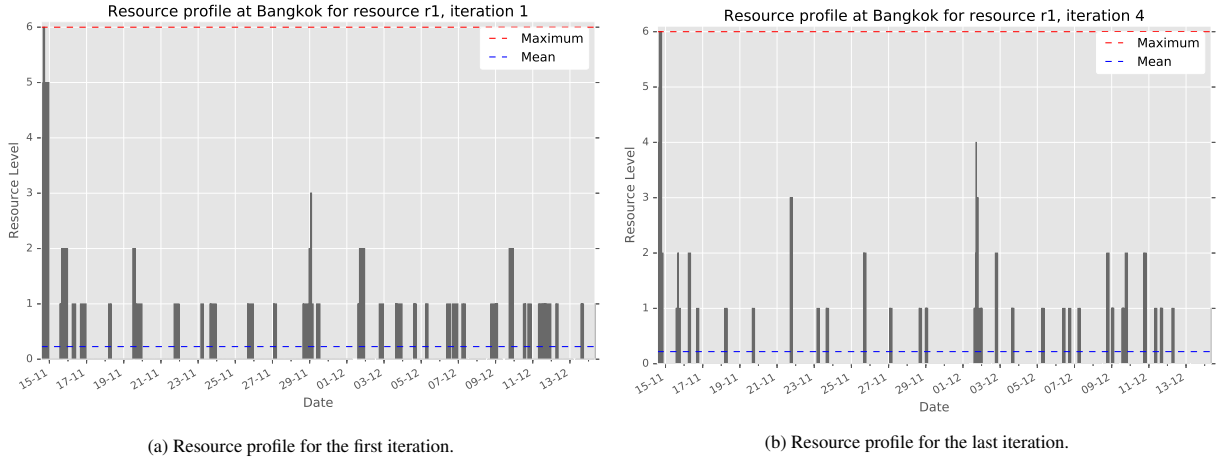 Resource profile at Bangkok for resource r1, iteration 1
Maximum
Mean
6
5
4
3
2
1
0
Resource Level
15-11 17-11 19-11 21-11 23-11 25-11 27-11 29-11 01-12 03-12 05-12 07-12 09-12 11-12 13-12
Date
(a) Resource profile for the first iteration.
Resource profile at Bangkok for resource r1, iteration 4
Maximum
Mean
6
5
4
3
2
1
0
Resource Level
15-11 17-11 19-11 21-11 23-11 25-11 27-11 29-11 01-12 03-12 05-12 07-12 09-12 11-12 13-12
Date
(b) Resource profile for the last iteration.